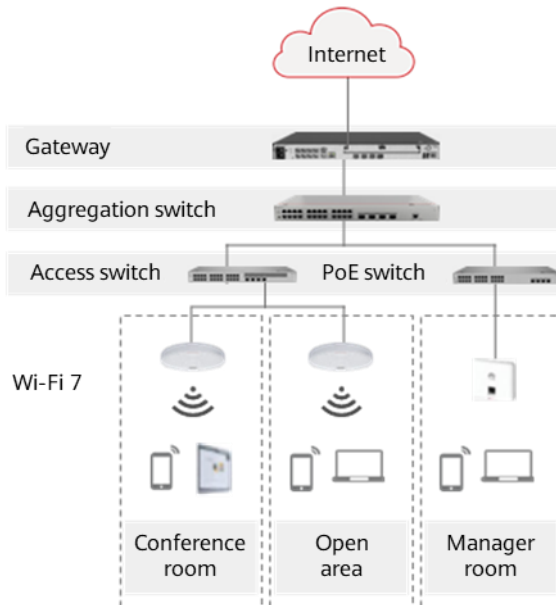 Internet
Gateway
Aggregation switch
Access switch
PoE switch
Wi-Fi 7
Conference
room
Open
area
Manager
room